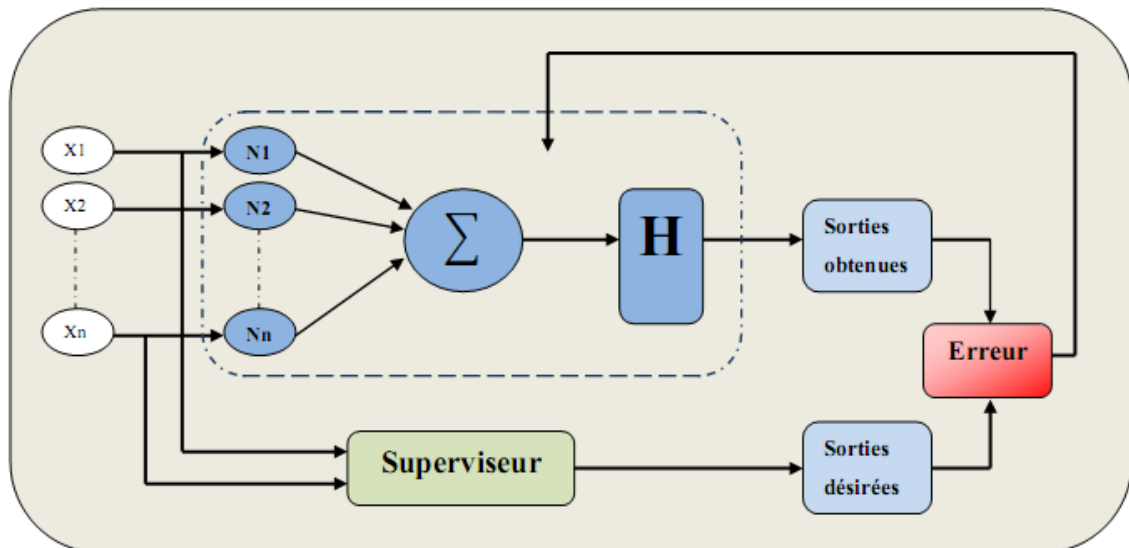 X1
N1
X2
N2
∑
H
Sorties
obtenues
Xn
Nn
Erreur
Superviseur
Sorties
désirées